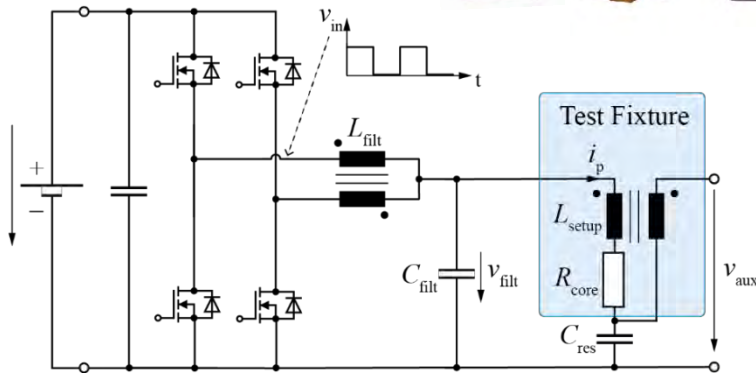 v_in
t
L_filt
Test Fixture
i_p
L_setup
+
−
C_filt
v_filt
R_core
v_aux
C_res